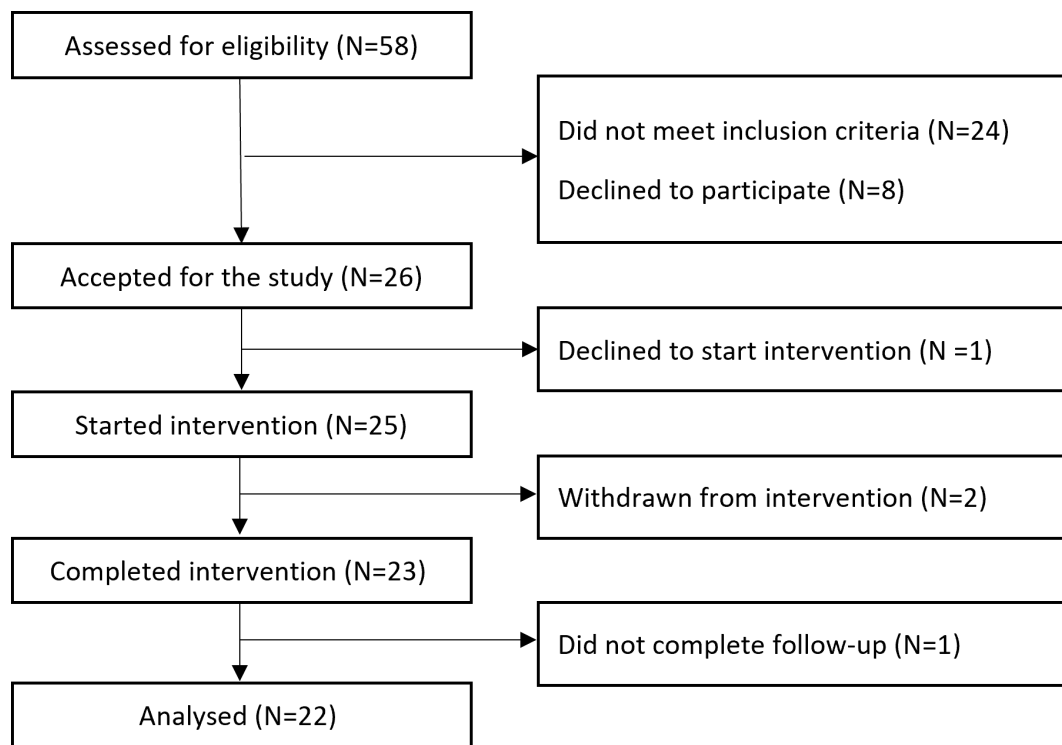 Assessed for eligibility (N=58)
Did not meet inclusion criteria (N=24)
Declined to participate (N=8)
Accepted for the study (N=26)
Declined to start intervention (N =1)
Started intervention (N=25)
Withdrawn from intervention (N=2)
Completed intervention (N=23)
Did not complete follow-up (N=1)
Analysed (N=22)